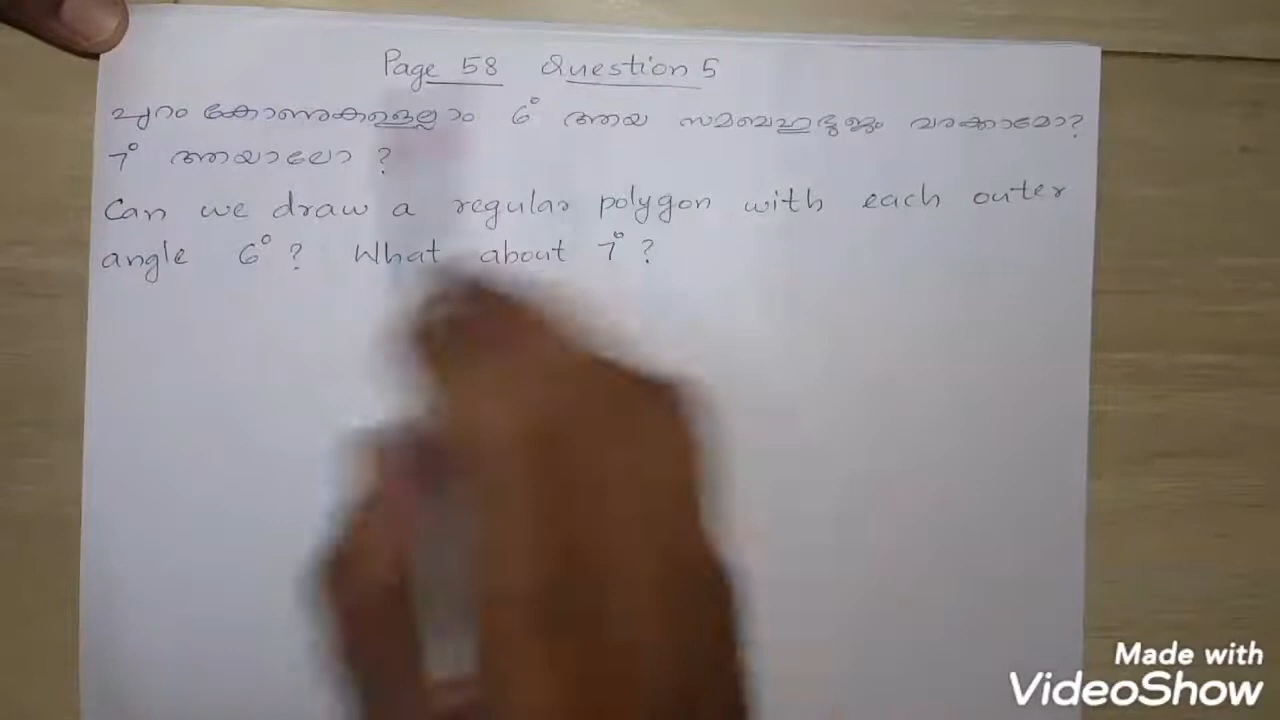 Page 58 Question 5
പുറം കോണുകളെല്ലാം 6° ആയ സമബഹുഭുജം വരക്കാമോ?
7° ആയാലോ ?
Can we draw a regular polygon with each outer
angle 6° ? What about 7° ?
Made with
VideoShow